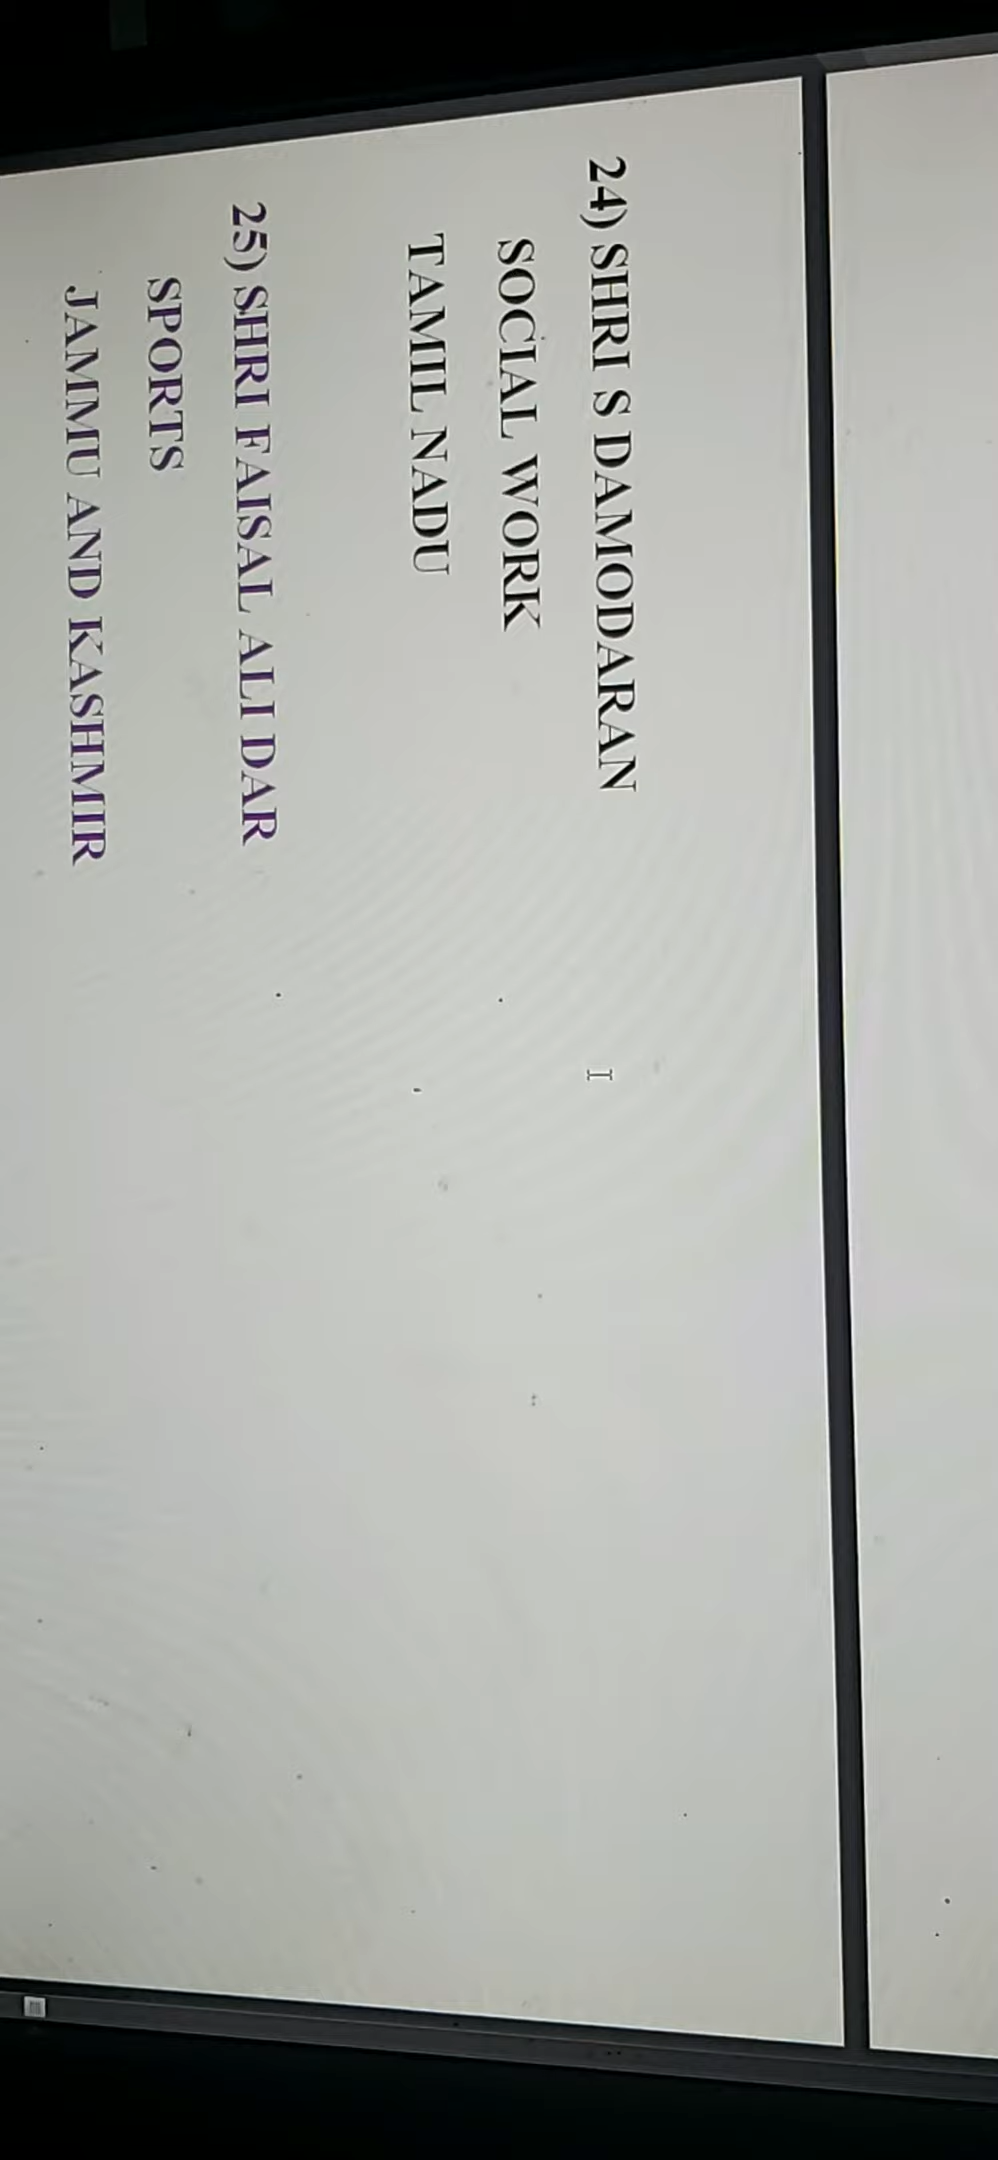 24) SHRI S DAMODARAN
SOCIAL WORK
TAMIL NADU
25) SHRI FAISAL ALI DAR
SPORTS
JAMMU AND KASHMIR